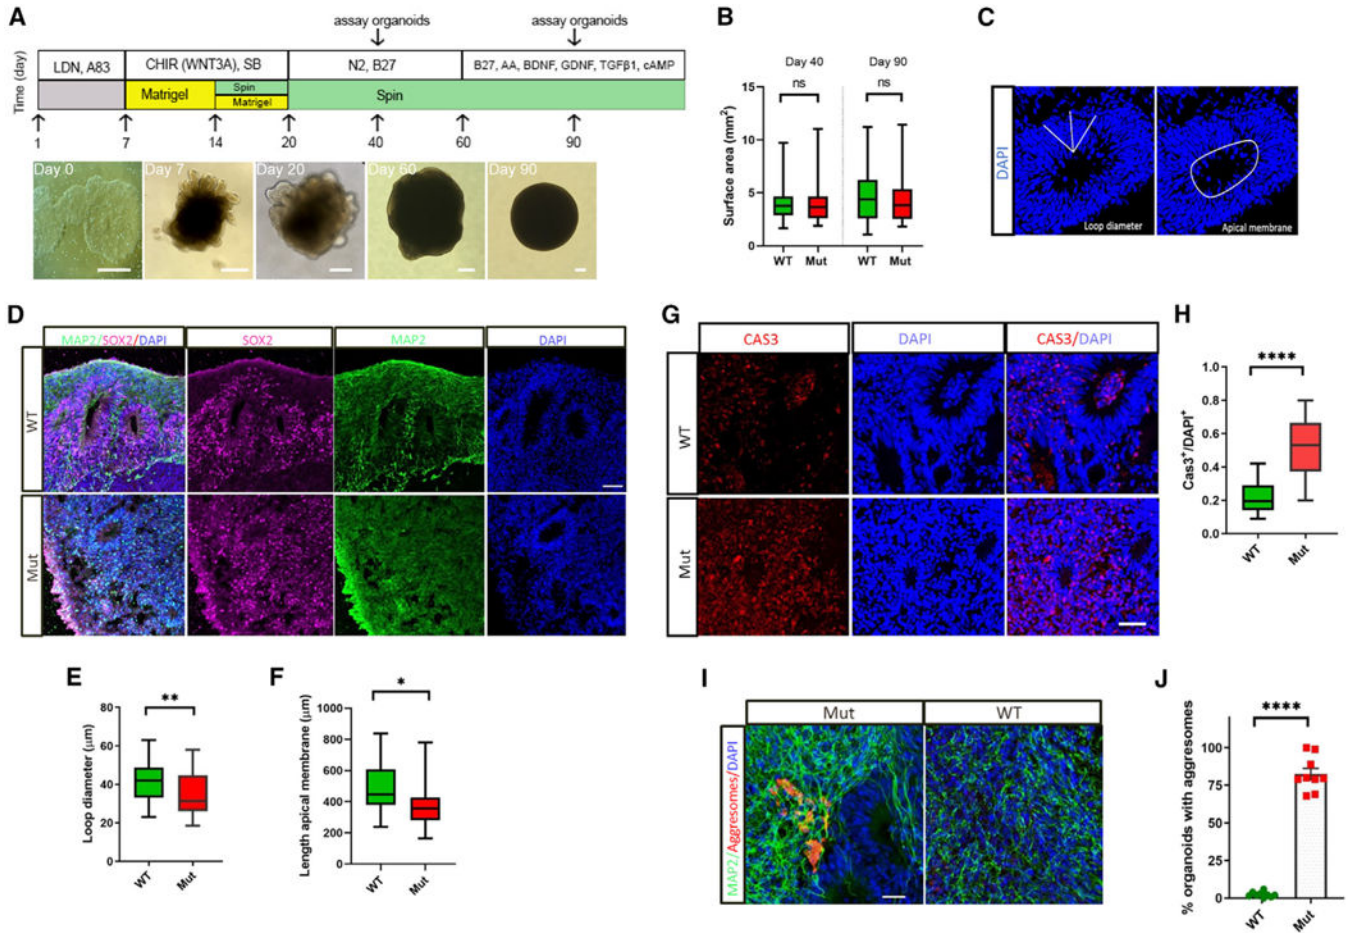 A
assay organoids
assay organoids
Time (day)
LDN, A83
CHIR (WNT3A), SB
N2, B27
B27, AA, BDNF, GDNF, TGFβ1, cAMP
Matrigel
Spin
Matrigel
Spin
1
7
14
20
40
60
90
Day 0
Day 7
Day 20
Day 60
Day 90
B
Day 40
Day 90
ns
ns
Surface area (mm²)
15
10
5
0
WT
Mut
WT
Mut
C
DAPI
Loop diameter
Apical membrane
D
MAP2/SOX2/DAPI
SOX2
MAP2
DAPI
WT
Mut
E
**
Loop diameter (μm)
80
60
40
20
0
WT
Mut
F
*
Length apical membrane (μm)
1000
800
600
400
200
0
WT
Mut
G
CAS3
DAPI
CAS3/DAPI
WT
Mut
H
****
Cas3⁺/DAPI⁺
1.0
0.8
0.6
0.4
0.2
0.0
WT
Mut
I
Mut
WT
MAP2/Aggresomes/DAPI
J
****
% organoids with aggresomes
100
75
50
25
0
WT
Mut